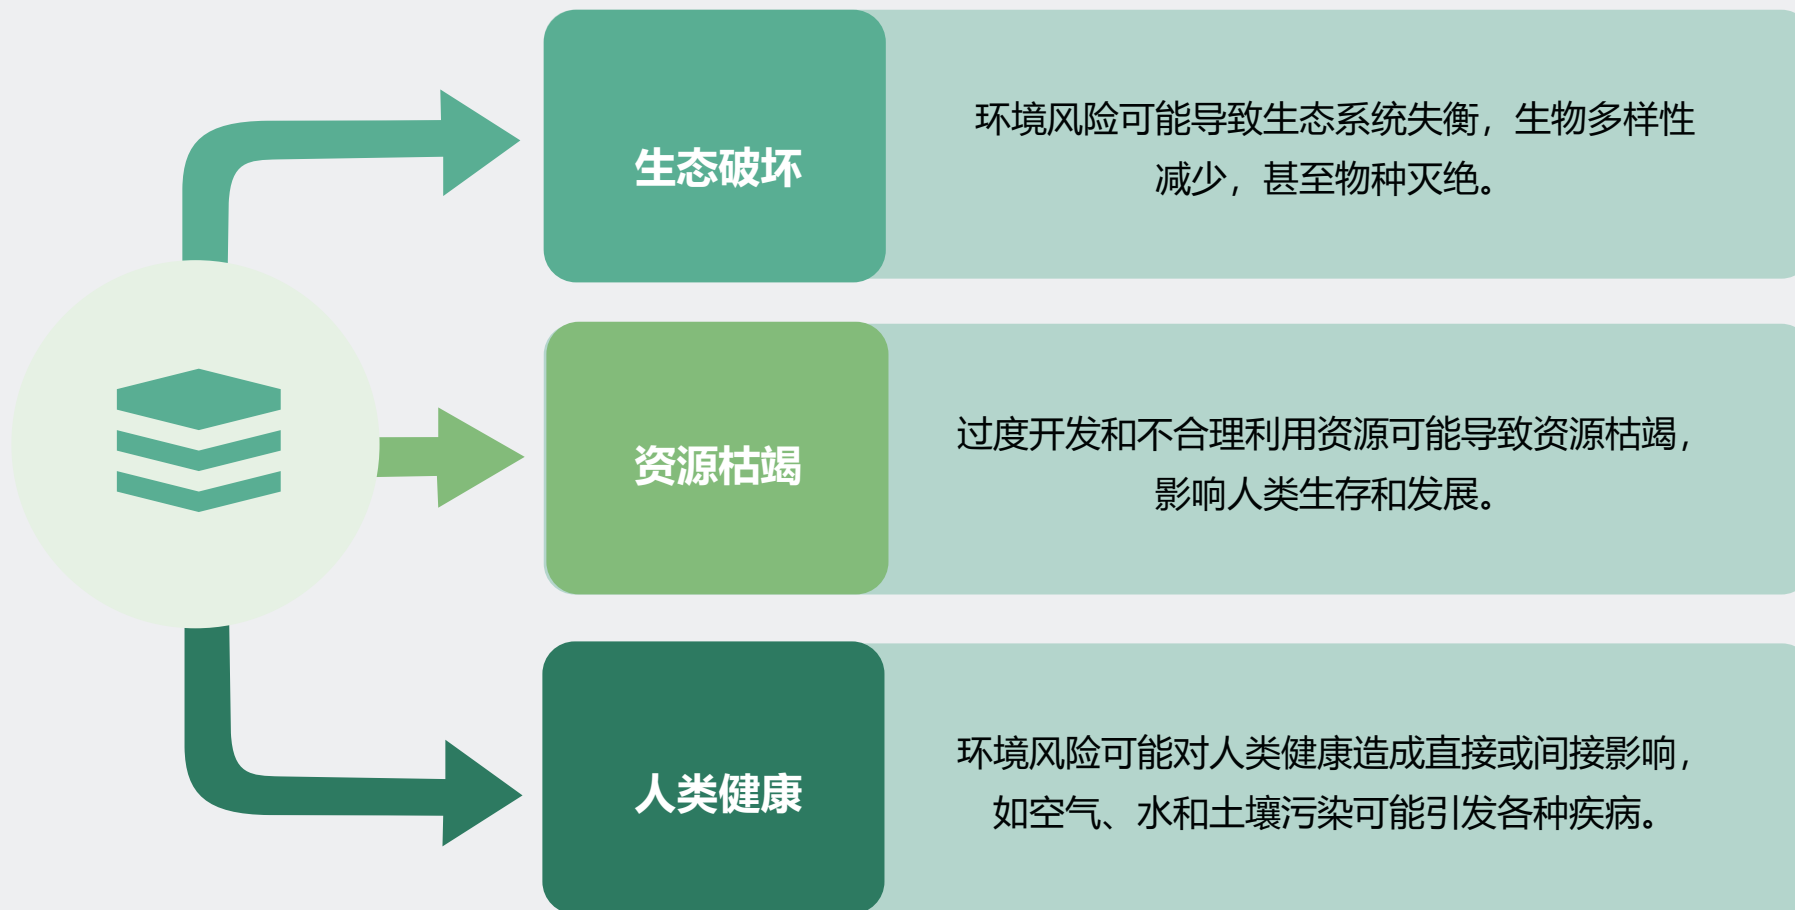 生态破坏
环境风险可能导致生态系统失衡，生物多样性
减少，甚至物种灭绝。
资源枯竭
过度开发和不合理利用资源可能导致资源枯竭，
影响人类生存和发展。
人类健康
环境风险可能对人类健康造成直接或间接影响，
如空气、水和土壤污染可能引发各种疾病。